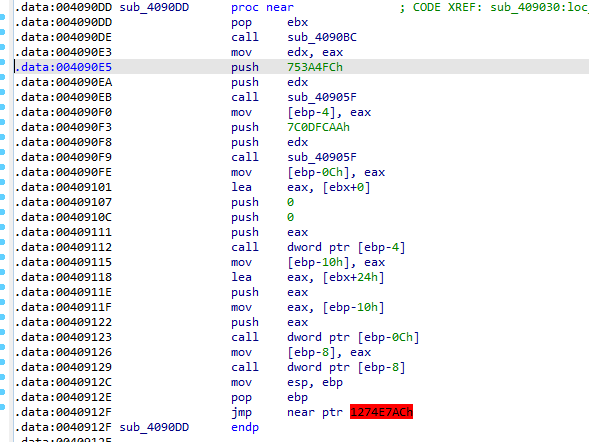 .data:004090DD sub_4090DD proc near ; CODE XREF: sub_409030:loc_
.data:004090DD pop ebx
.data:004090DE call sub_4090BC
.data:004090E3 mov edx, eax
.data:004090E5 push 753A4FCh
.data:004090EA push edx
.data:004090EB call sub_40905F
.data:004090F0 mov [ebp-4], eax
.data:004090F3 push 7C0DFCAAh
.data:004090F8 push edx
.data:004090F9 call sub_40905F
.data:004090FE mov [ebp-0Ch], eax
.data:00409101 lea eax, [ebx+0]
.data:00409107 push 0
.data:0040910C push 0
.data:00409111 push eax
.data:00409112 call dword ptr [ebp-4]
.data:00409115 mov [ebp-10h], eax
.data:00409118 lea eax, [ebx+24h]
.data:0040911E push eax
.data:0040911F mov eax, [ebp-10h]
.data:00409122 push eax
.data:00409123 call dword ptr [ebp-0Ch]
.data:00409126 mov [ebp-8], eax
.data:00409129 call dword ptr [ebp-8]
.data:0040912C mov esp, ebp
.data:0040912E pop ebp
.data:0040912F jmp near ptr 1274E7ACh
.data:0040912F sub_4090DD endp